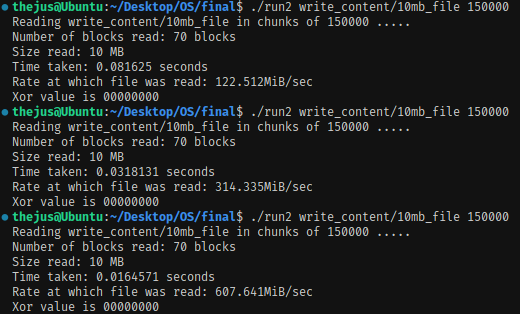 thejus@Ubuntu:~/Desktop/OS/final$ ./run2 write_content/10mb_file 150000
Reading write_content/10mb_file in chunks of 150000 .....
Number of blocks read: 70 blocks
Size read: 10 MB
Time taken: 0.081625 seconds
Rate at which file was read: 122.512MiB/sec
Xor value is 00000000
thejus@Ubuntu:~/Desktop/OS/final$ ./run2 write_content/10mb_file 150000
Reading write_content/10mb_file in chunks of 150000 .....
Number of blocks read: 70 blocks
Size read: 10 MB
Time taken: 0.0318131 seconds
Rate at which file was read: 314.335MiB/sec
Xor value is 00000000
thejus@Ubuntu:~/Desktop/OS/final$ ./run2 write_content/10mb_file 150000
Reading write_content/10mb_file in chunks of 150000 .....
Number of blocks read: 70 blocks
Size read: 10 MB
Time taken: 0.0164571 seconds
Rate at which file was read: 607.641MiB/sec
Xor value is 00000000